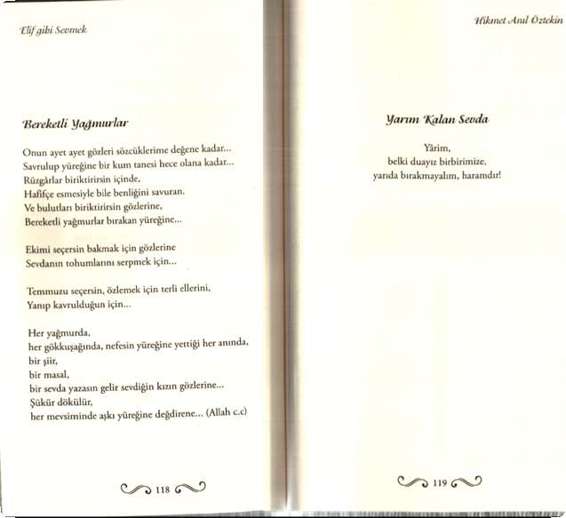 Elif gibi Sevmek
Bereketli Yağmurlar
Onun ayet ayet gözleri sözcüklerime değene kadar...
Savrulup yüreğine bir kum tanesi hece olana kadar...
Rüzgârlar biriktirirsin içinde,
Hafifçe esmesiyle bile benliğini savuran.
Ve bulutları biriktirirsin gözlerine,
Bereketli yağmurlar bırakan yüreğine...
Ekimi seçersin bakmak için gözlerine
Sevdanın tohumlarını serpmek için...
Temmuzu seçersin, özlemek için terli ellerini,
Yanıp kavrulduğun için...
Her yağmurda,
her gökkuşağında, nefesin yüreğine yettiği her anında,
bir şiir,
bir masal,
bir sevda yazasın gelir sevdiğin kızın gözlerine...
Şükür dökülür,
her mevsiminde aşkı yüreğine değdirene... (Allah c.c)
118
Hikmet Anıl Öztekin
Yarım Kalan Sevda
Yârim,
belki duayız birbirimize,
yarıda bırakmayalım, haramdır!
119